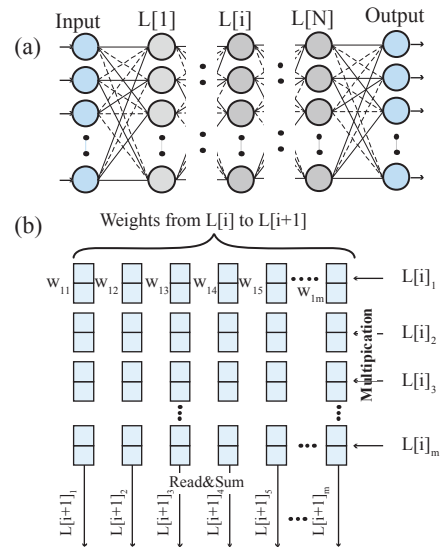 Input L[1] L[i] L[N] Output
(a)
(b)
Weights from L[i] to L[i+1]
W11 W12 W13 W14 W15 W1m L[i]1
L[i]2
Multipication
L[i]3
L[i]m
Read&Sum
L[i+1]1 L[i+1]2 L[i+1]3 L[i+1]4 L[i+1]5 L[i+1]m